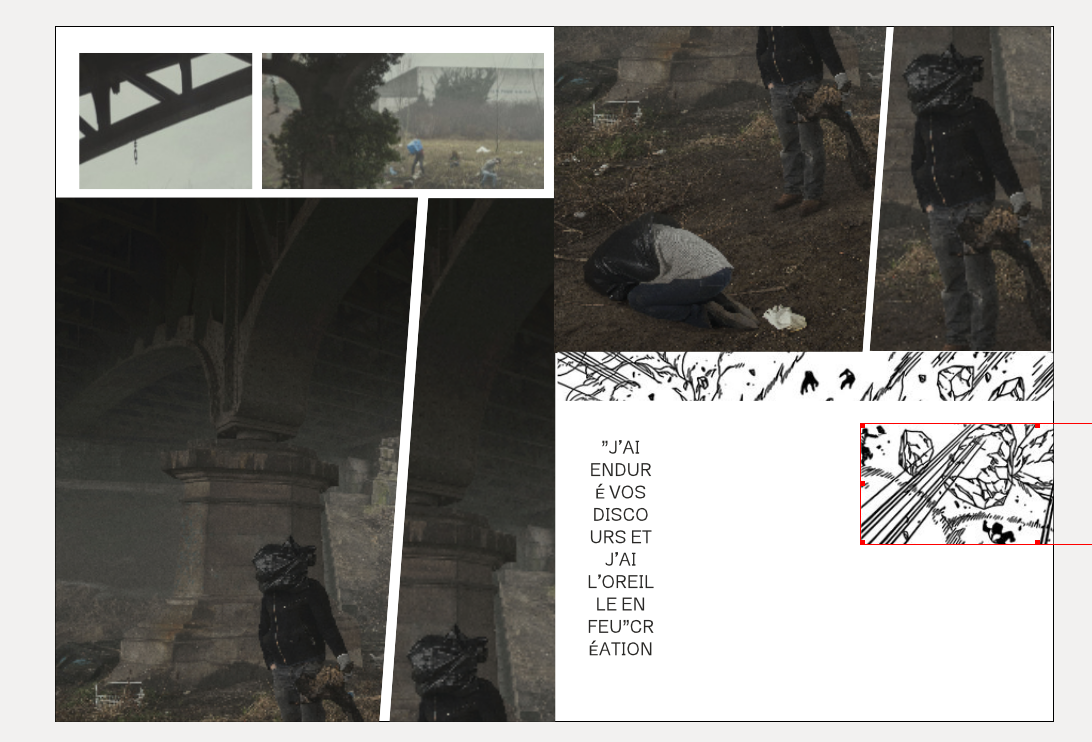 "J'AI
ENDUR
É VOS
DISCO
URS ET
J'AI
L'OREIL
LE EN
FEU"CR
ÉATION